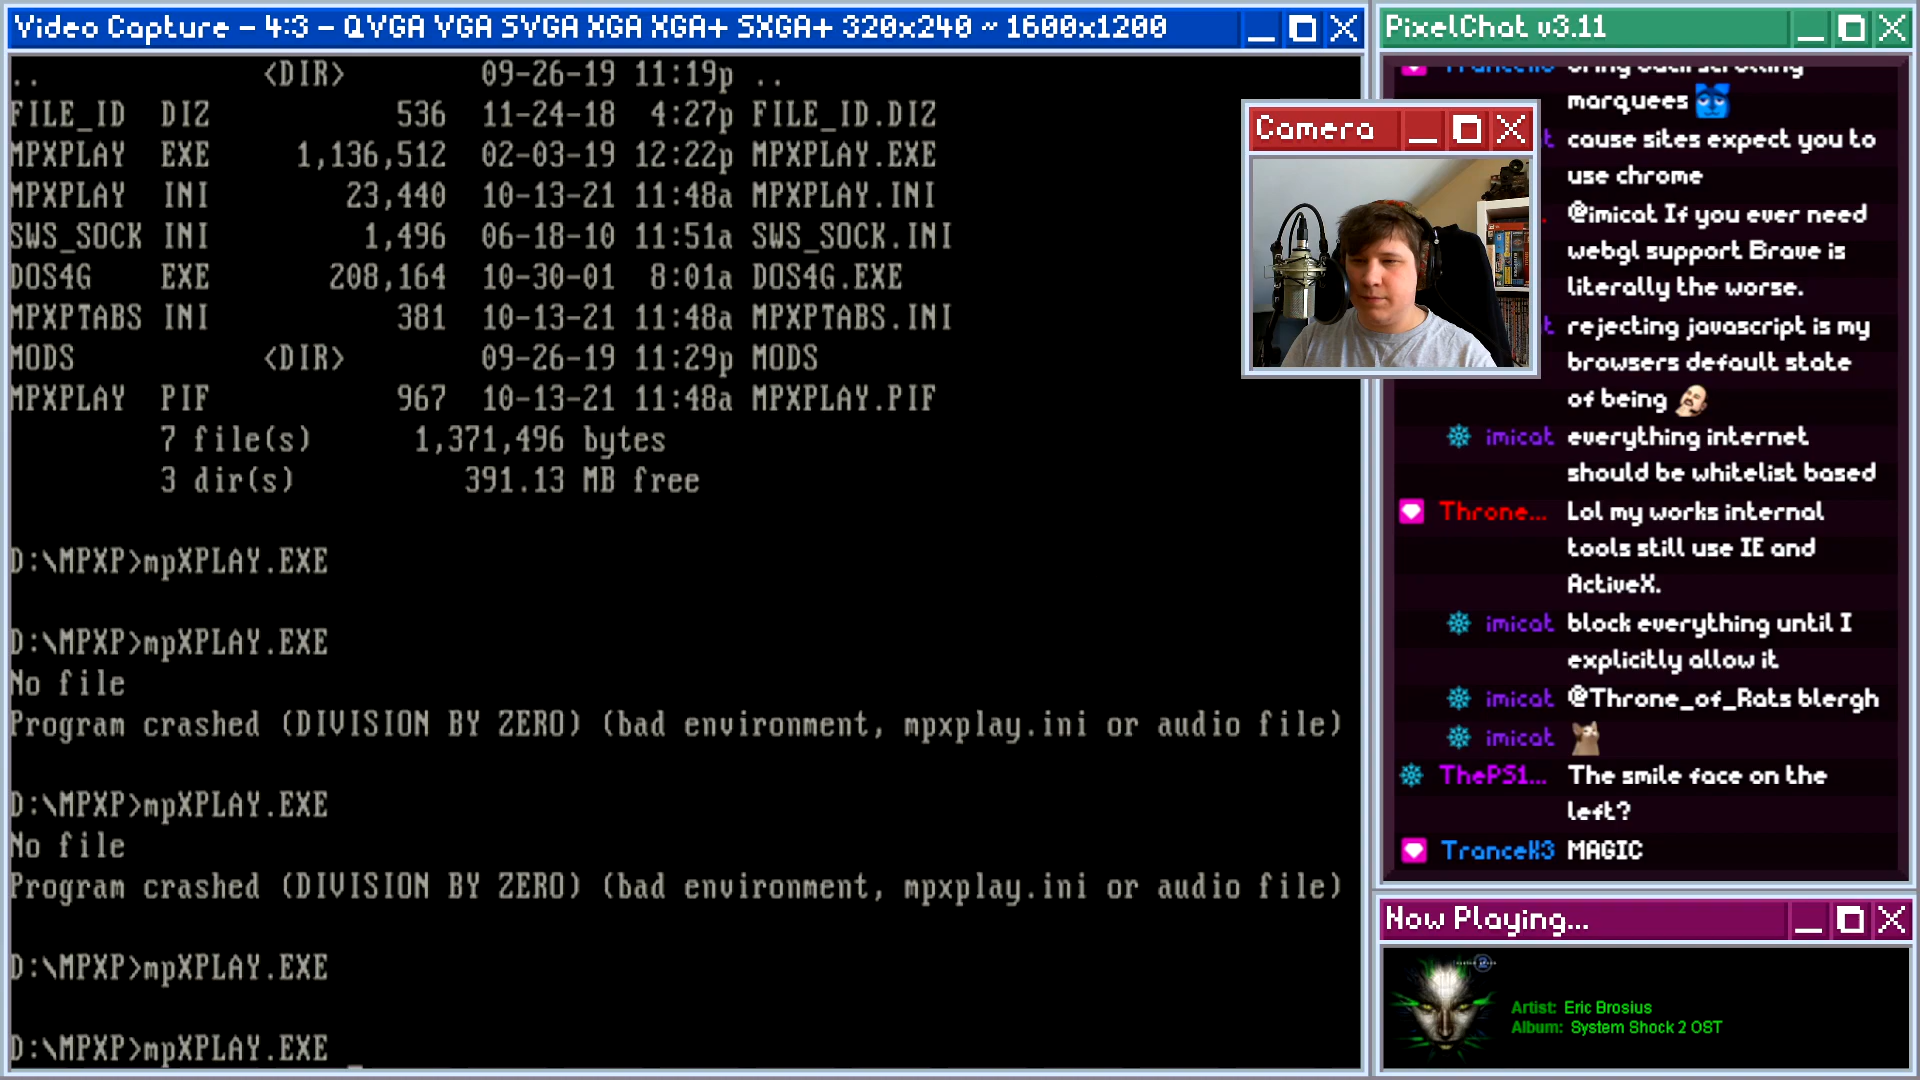 Video Capture - 4:3 - QVGA VGA SVGA XGA XGA+ SXGA+ 320x240 ~ 1600x1200
.. <DIR> 09-26-19 11:19p ..
FILE_ID DIZ 536 11-24-18 4:27p FILE_ID.DIZ
MPXPLAY EXE 1,136,512 02-03-19 12:22p MPXPLAY.EXE
MPXPLAY INI 23,440 10-13-21 11:48a MPXPLAY.INI
SWS_SOCK INI 1,496 06-18-10 11:51a SWS_SOCK.INI
DOS4G EXE 208,164 10-30-01 8:01a DOS4G.EXE
MPXPTABS INI 381 10-13-21 11:48a MPXPTABS.INI
MODS <DIR> 09-26-19 11:29p MODS
MPXPLAY PIF 967 10-13-21 11:48a MPXPLAY.PIF
7 file(s) 1,371,496 bytes
3 dir(s) 391.13 MB free
D:\MPXP>mpXPLAY.EXE
D:\MPXP>mpXPLAY.EXE
No file
Program crashed (DIVISION BY ZERO) (bad environment, mpxplay.ini or audio file)
D:\MPXP>mpXPLAY.EXE
No file
Program crashed (DIVISION BY ZERO) (bad environment, mpxplay.ini or audio file)
D:\MPXP>mpXPLAY.EXE
D:\MPXP>mpXPLAY.EXE _
Camera
PixelChat v3.11
scrolling
marquees
cause sites expect you to
use chrome
@imicat If you ever need
webgl support Brave is
literally the worse.
rejecting javascript is my
browsers default state
of being
imicat everything internet
should be whitelist based
Throne... Lol my works internal
tools still use IE and
ActiveX.
imicat block everything until I
explicitly allow it
imicat @Throne_of_Rats blergh
imicat
ThePS1... The smile face on the
left?
TranceK3 MAGIC
Now Playing...
Artist: Eric Brosius
Album: System Shock 2 OST